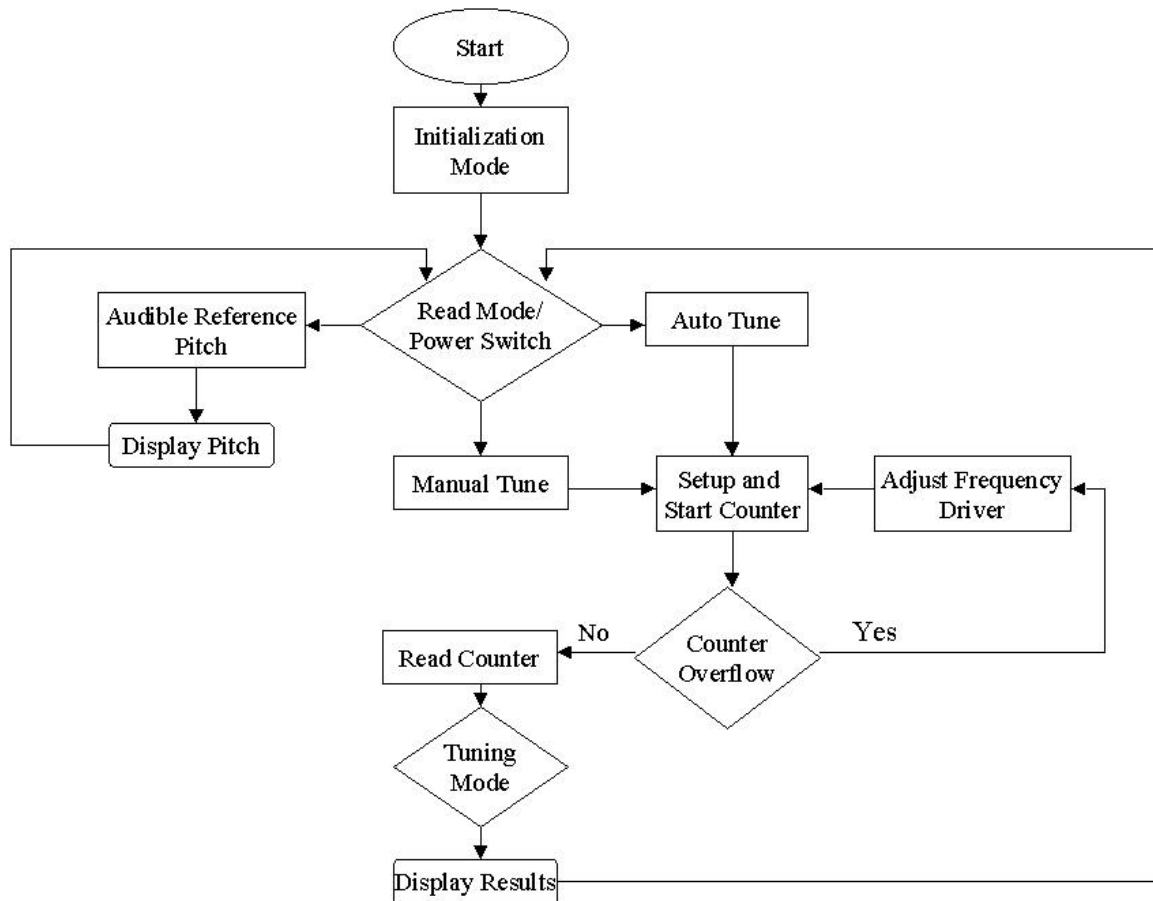 Start
Initialization
Mode
Read Mode/
Power Switch
Audible Reference
Pitch
Auto Tune
Display Pitch
Manual Tune
Setup and
Start Counter
Adjust Frequency
Driver
No
Yes
Read Counter
Counter
Overflow
Tuning
Mode
Display Results